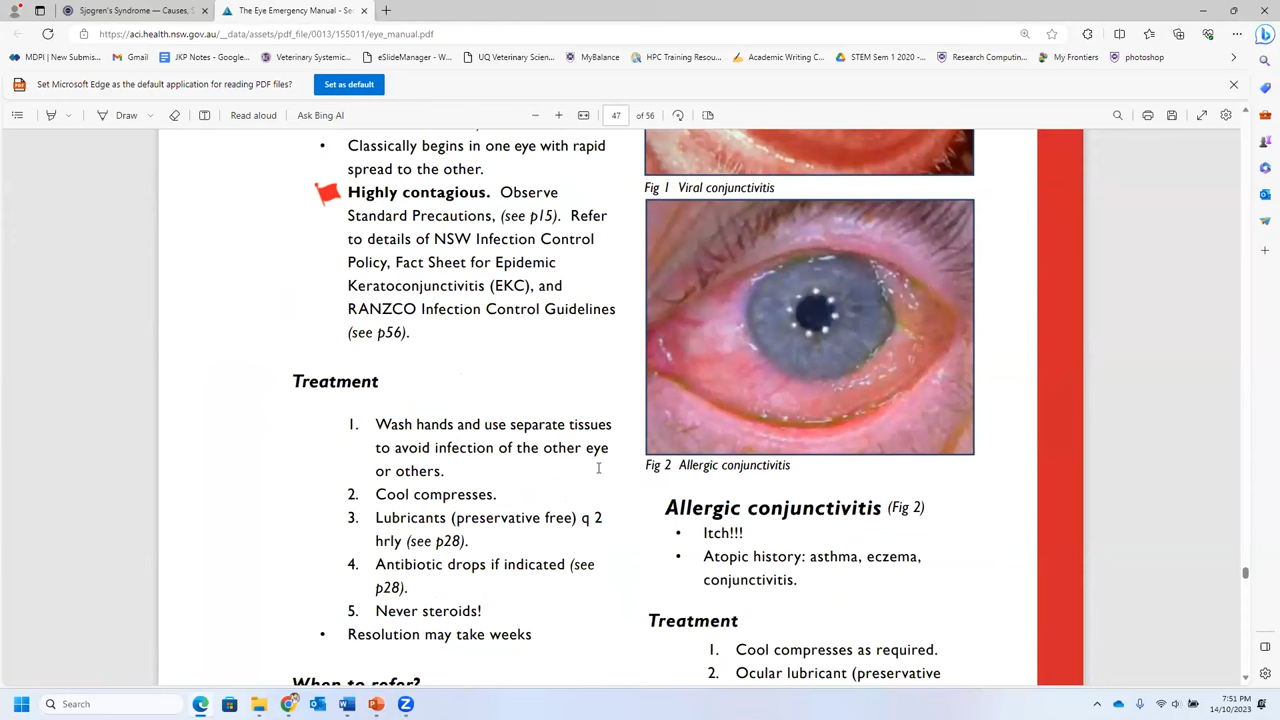 Sjogren's Syndrome — Causes, S
The Eye Emergency Manual - Se
https://aci.health.nsw.gov.au/__data/assets/pdf_file/0013/155011/eye_manual.pdf
MDPI | New Submis...
Gmail
JKP Notes - Google...
Veterinary Systemic...
eSlideManager - W...
UQ Veterinary Scien...
MyBalance
HPC Training Resou...
Academic Writing C...
STEM Sem 1 2020 -...
Research Computin...
My Frontiers
photoshop
Set Microsoft Edge as the default application for reading PDF files?
Set as default
Draw
Read aloud
Ask Bing AI
47
of 56
• Classically begins in one eye with rapid
spread to the other.
Highly contagious. Observe
Standard Precautions, (see p15). Refer
to details of NSW Infection Control
Policy, Fact Sheet for Epidemic
Keratoconjunctivitis (EKC), and
RANZCO Infection Control Guidelines
(see p56).
Treatment
1. Wash hands and use separate tissues
to avoid infection of the other eye
or others.
2. Cool compresses.
3. Lubricants (preservative free) q 2
hrly (see p28).
4. Antibiotic drops if indicated (see
p28).
5. Never steroids!
• Resolution may take weeks
When to refer?
Fig 1 Viral conjunctivitis
Fig 2 Allergic conjunctivitis
Allergic conjunctivitis (Fig 2)
• Itch!!!
• Atopic history: asthma, eczema,
conjunctivitis.
Treatment
1. Cool compresses as required.
2. Ocular lubricant (preservative
Search
7:51 PM
14/10/2023